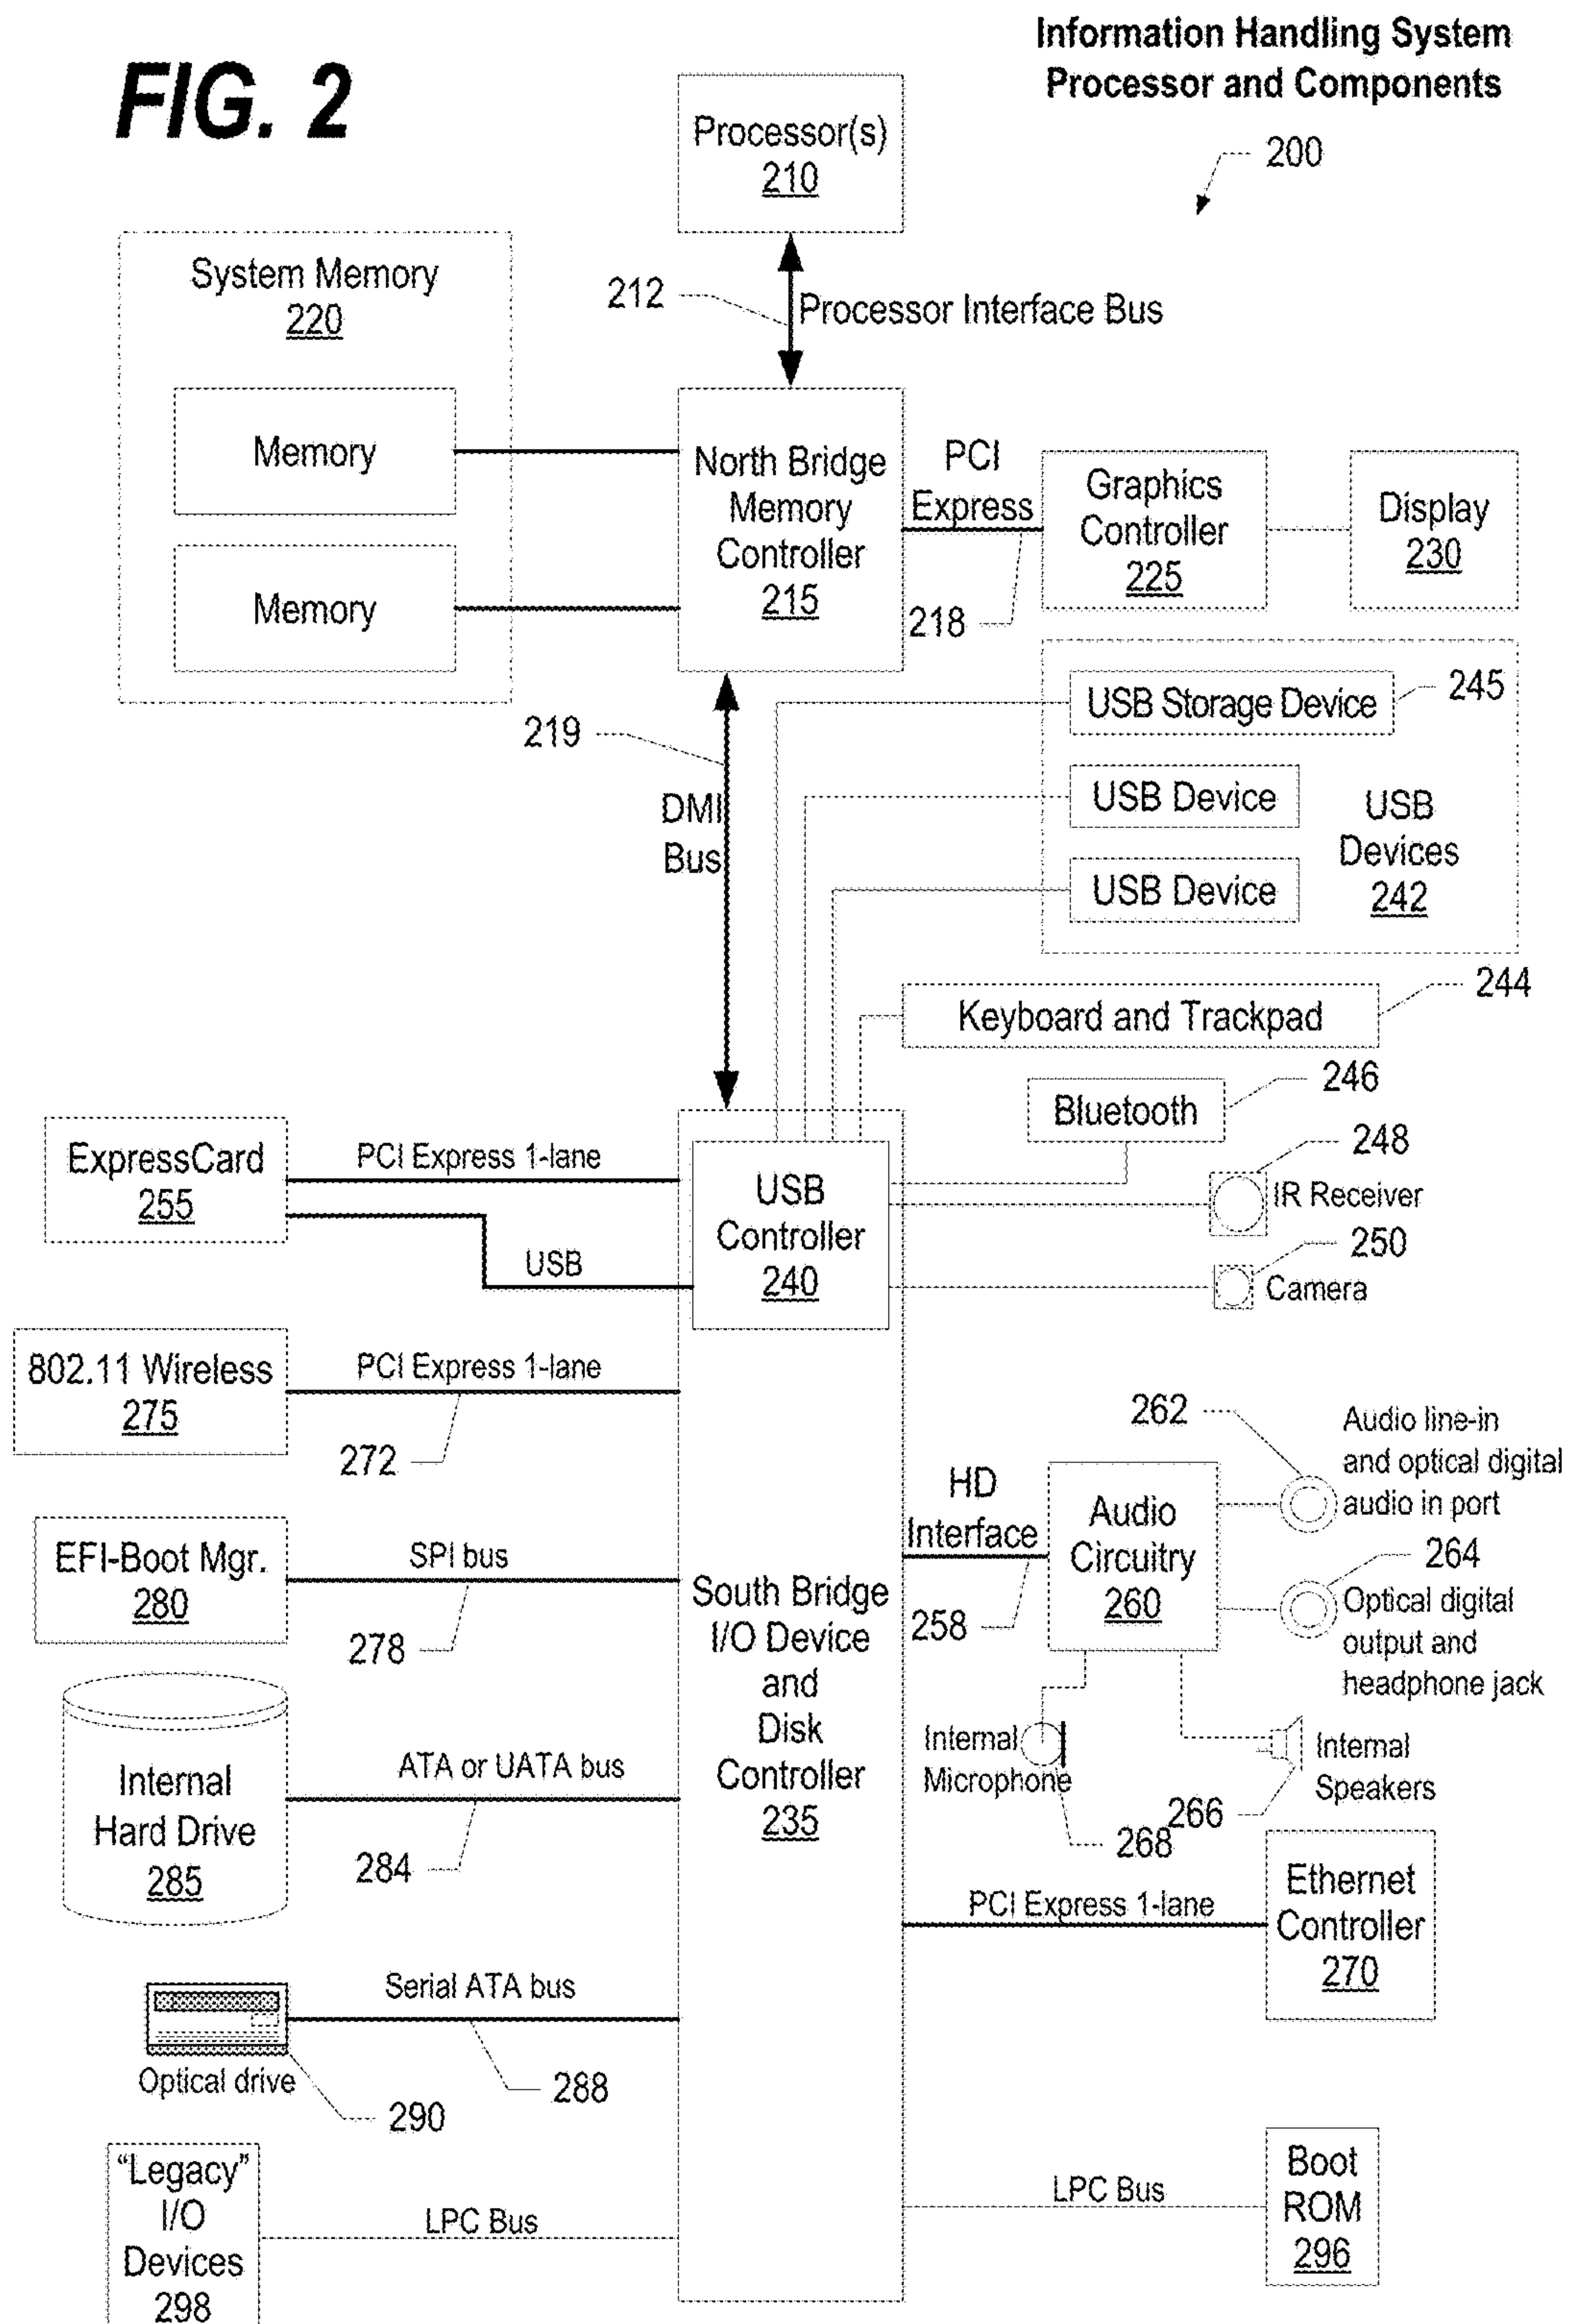 FIG. 2
Information Handling System
Processor and Components
200
Processor(s)
210
212
Processor Interface Bus
System Memory
220
Memory
Memory
North Bridge
Memory
Controller
215
PCI
Express
218
Graphics
Controller
225
Display
230
219
DMI
Bus
USB Storage Device
245
USB Device
USB Device
USB
Devices
242
Keyboard and Trackpad
244
Bluetooth
246
248
IR Receiver
250
Camera
USB
Controller
240
ExpressCard
255
PCI Express 1-lane
USB
802.11 Wireless
275
PCI Express 1-lane
272
EFI-Boot Mgr.
280
SPI bus
278
Internal
Hard Drive
285
ATA or UATA bus
284
Serial ATA bus
288
Optical drive
290
"Legacy"
I/O
Devices
298
LPC Bus
South Bridge
I/O Device
and
Disk
Controller
235
HD
Interface
258
Audio
Circuitry
260
262
Audio line-in
and optical digital
audio in port
264
Optical digital
output and
headphone jack
Internal
Microphone
268
266
Internal
Speakers
PCI Express 1-lane
Ethernet
Controller
270
LPC Bus
Boot
ROM
296